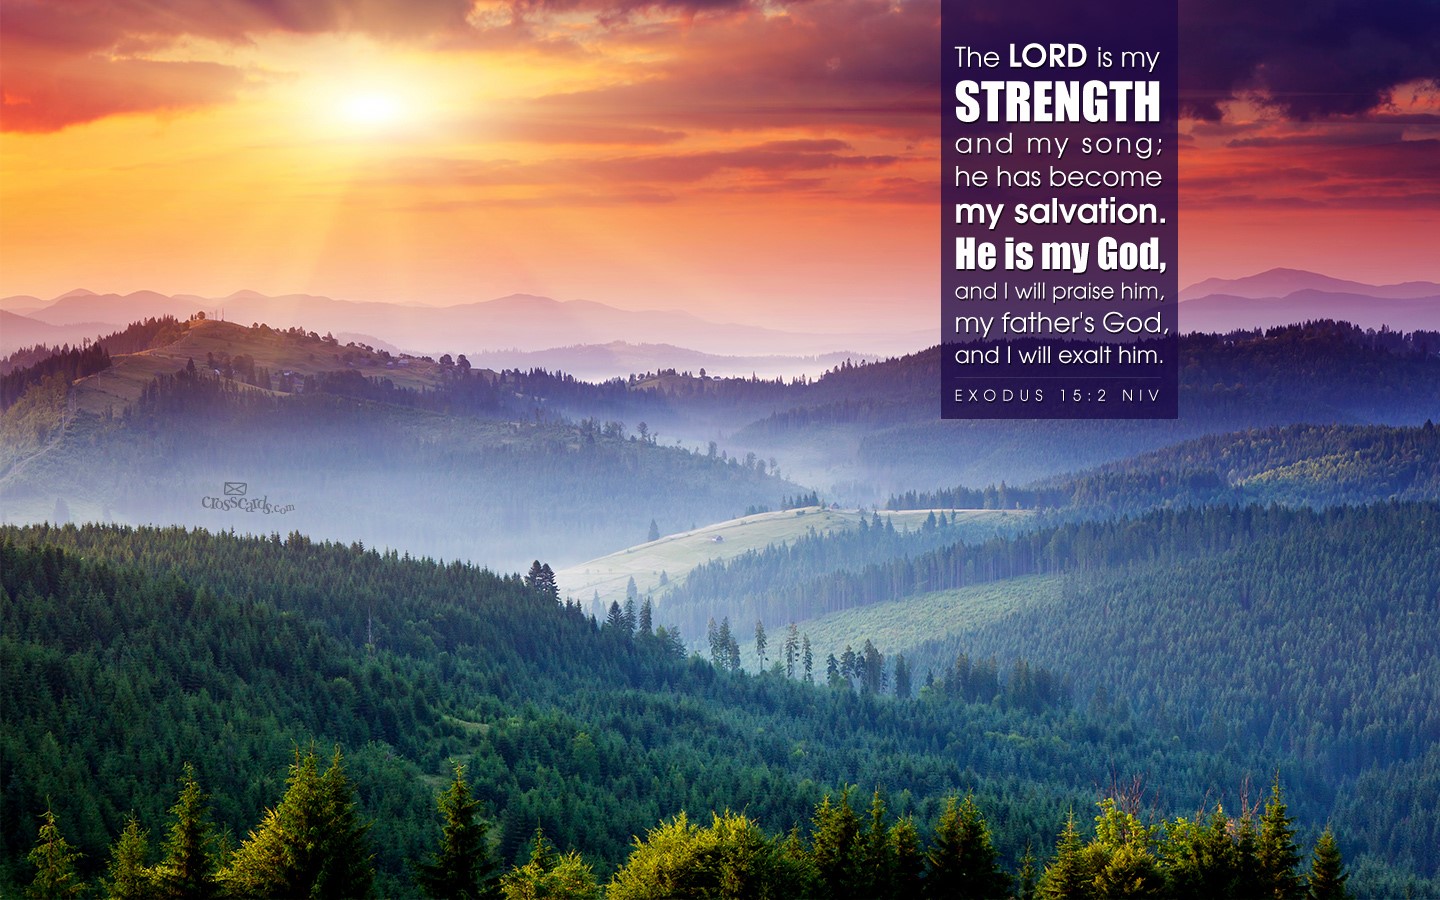 The LORD is my
STRENGTH
and my song;
he has become
my salvation.
He is my God,
and I will praise him,
my father's God,
and I will exalt him.
EXODUS 15:2 NIV
crosscards.com